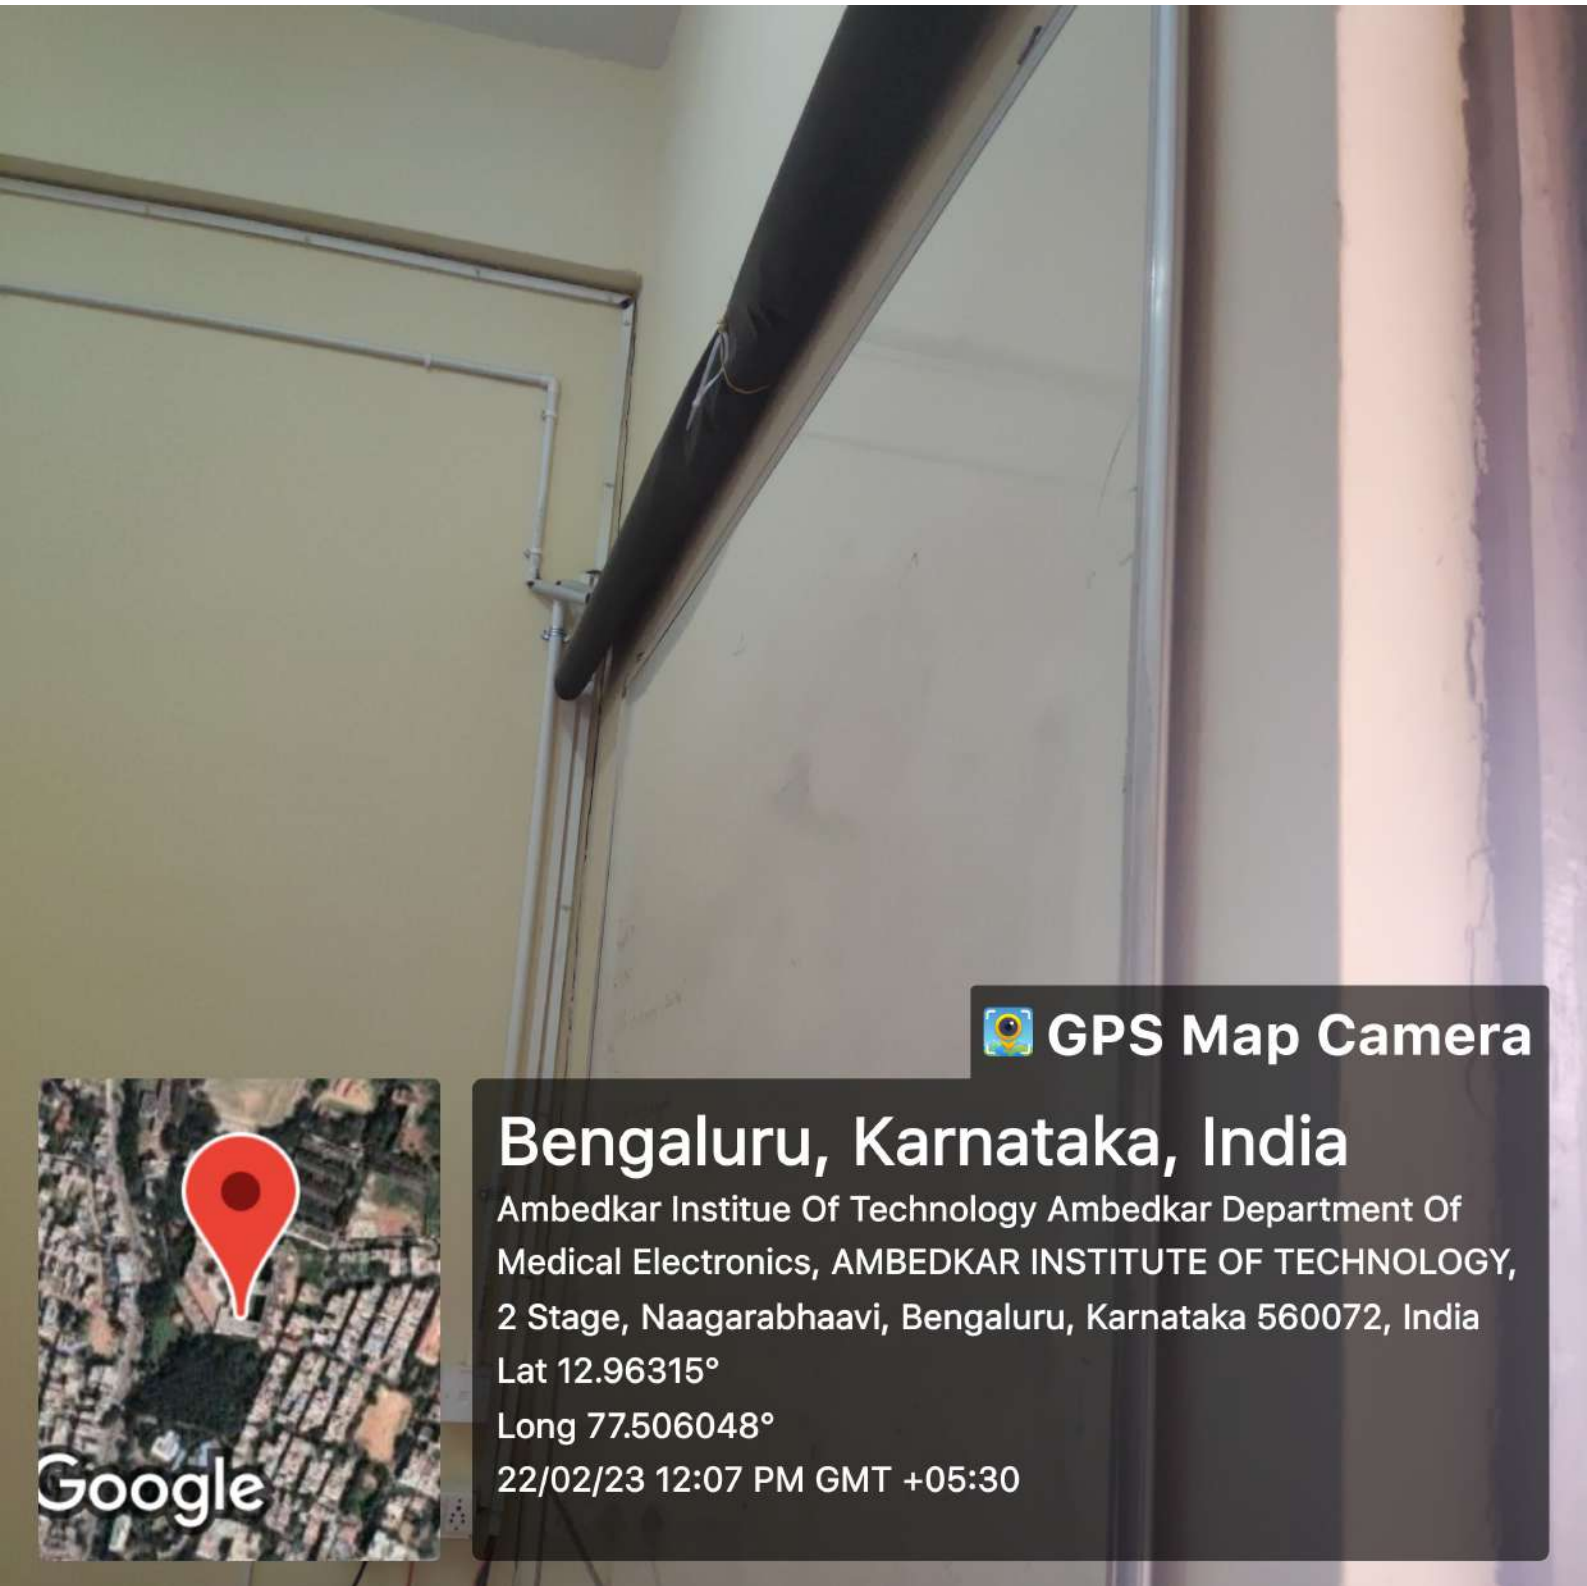 GPS Map Camera
Bengaluru, Karnataka, India
Ambedkar Institue Of Technology Ambedkar Department Of
Medical Electronics, AMBEDKAR INSTITUTE OF TECHNOLOGY,
2 Stage, Naagarabhaavi, Bengaluru, Karnataka 560072, India
Lat 12.96315°
Long 77.506048°
22/02/23 12:07 PM GMT +05:30
Google